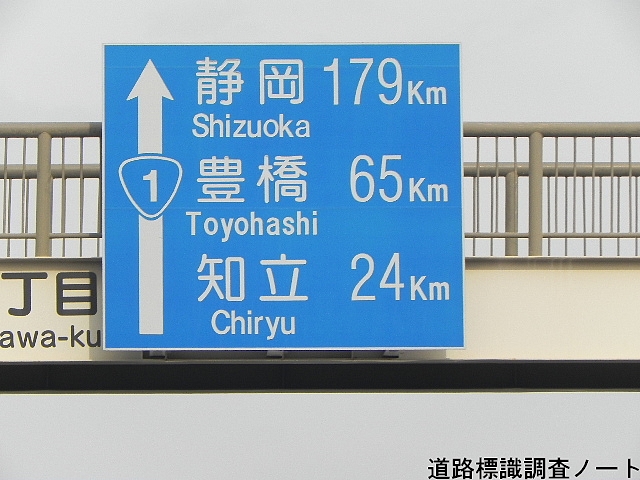 静岡 179Km
Shizuoka
1
豊橋 65Km
Toyohashi
知立 24Km
Chiryu
丁目
awa-ku
道路標識調査ノート